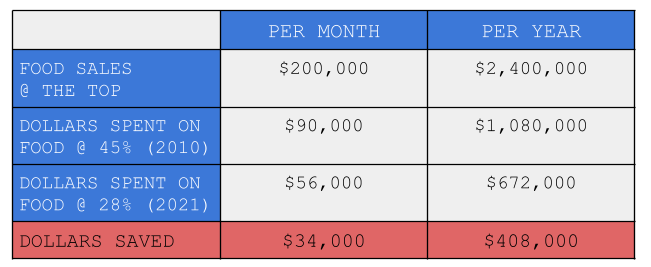 PER MONTH PER YEAR
FOOD SALES
@ THE TOP
$200,000 $2,400,000
DOLLARS SPENT ON
FOOD @ 45% (2010)
$90,000 $1,080,000
DOLLARS SPENT ON
FOOD @ 28% (2021)
$56,000 $672,000
DOLLARS SAVED $34,000 $408,000